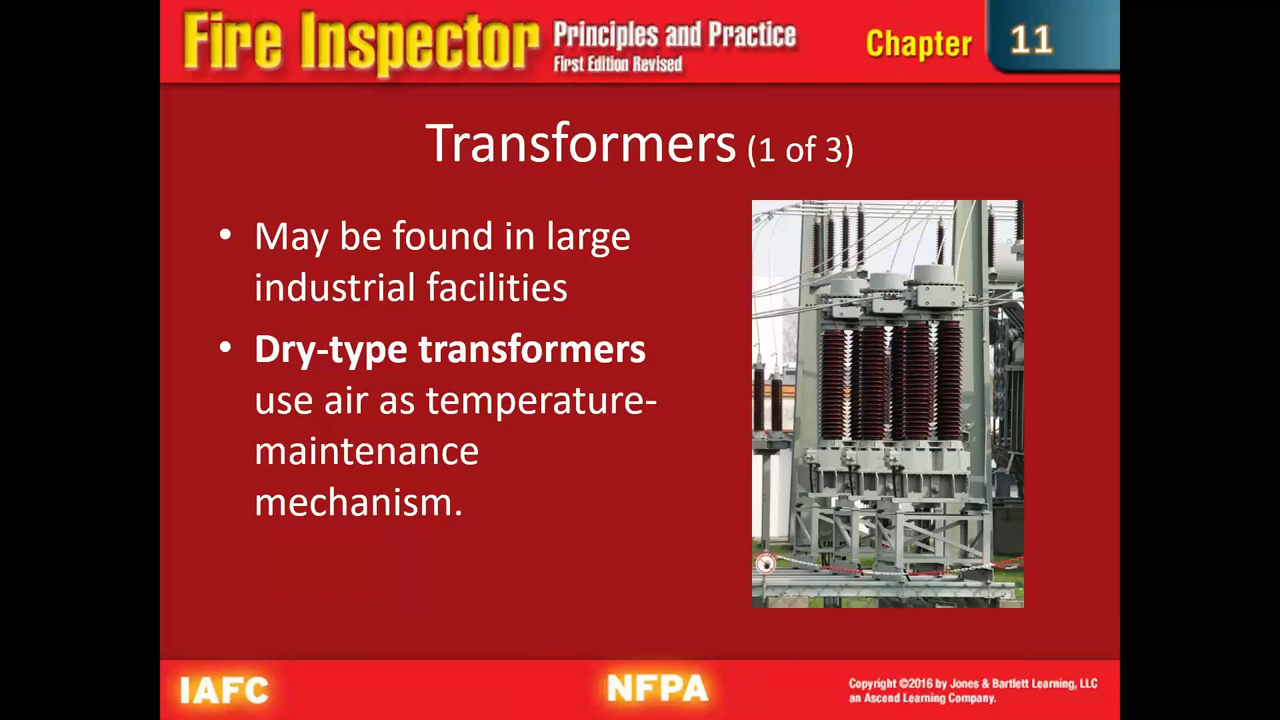 Fire Inspector Principles and Practice
First Edition Revised
Chapter 11
Transformers (1 of 3)
• May be found in large
industrial facilities
• Dry-type transformers
use air as temperature-
maintenance
mechanism.
IAFC
NFPA
Copyright ©2016 by Jones & Bartlett Learning, LLC
an Ascend Learning Company.